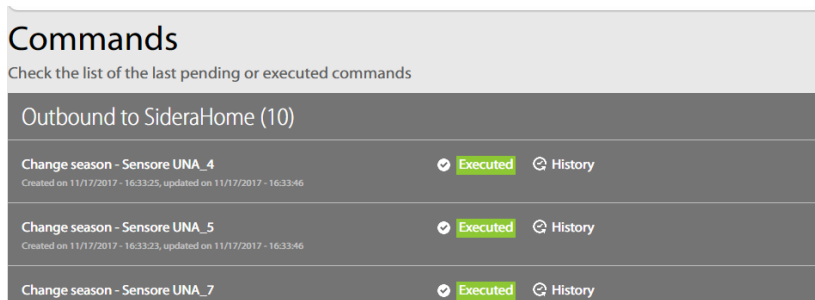 Commands
Check the list of the last pending or executed commands
Outbound to SideraHome (10)
Change season - Sensore UNA_4 Executed History
Created on 11/17/2017 - 16:33:25, updated on 11/17/2017 - 16:33:46
Change season - Sensore UNA_5 Executed History
Created on 11/17/2017 - 16:33:23, updated on 11/17/2017 - 16:33:46
Change season - Sensore UNA_7 Executed History